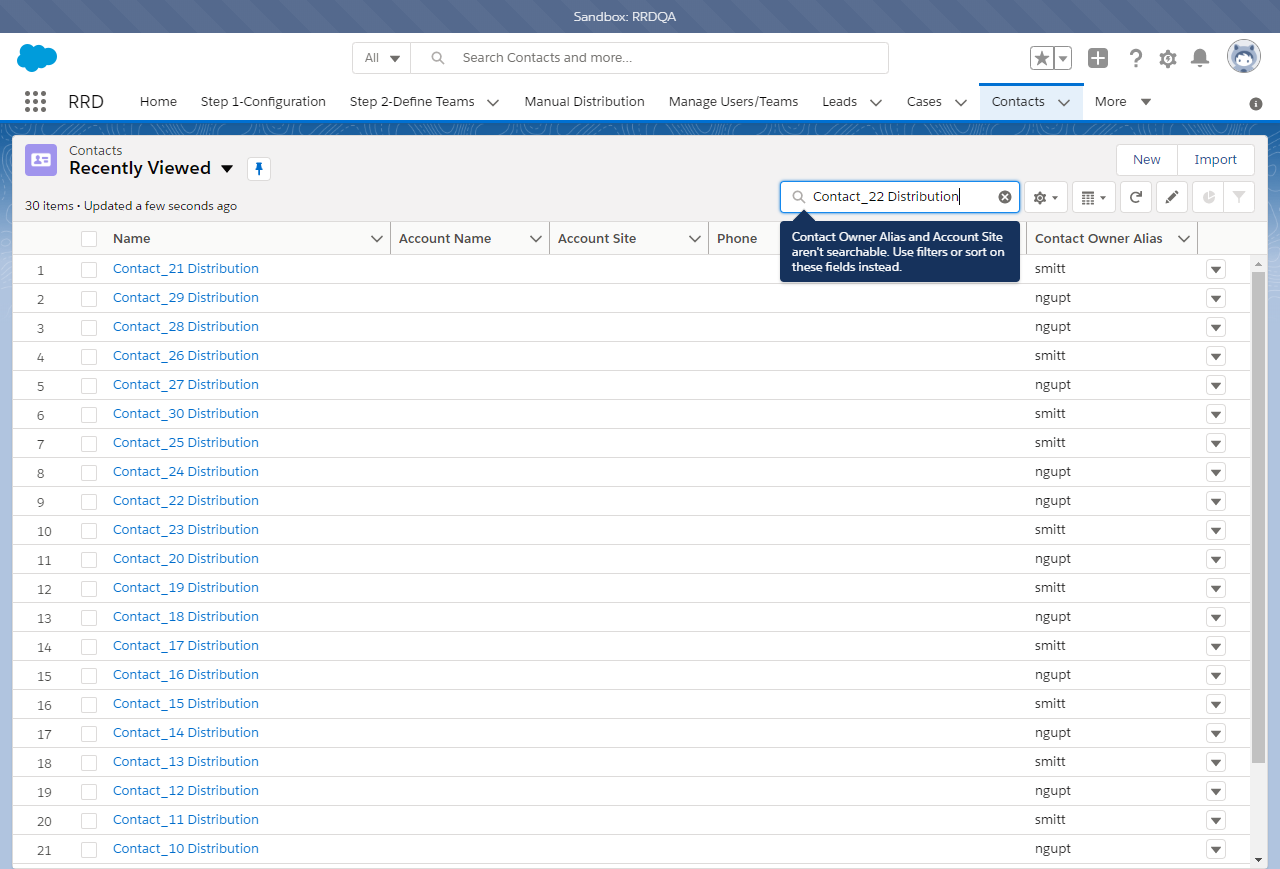 Sandbox: RRDQA
All Search Contacts and more...
RRD Home Step 1-Configuration Step 2-Define Teams Manual Distribution Manage Users/Teams Leads Cases Contacts More
Contacts
Recently Viewed
New Import
30 items • Updated a few seconds ago
Contact_22 Distribution
Name Account Name Account Site Phone Contact Owner Alias
Contact Owner Alias and Account Site
aren't searchable. Use filters or sort on
these fields instead.
1 Contact_21 Distribution smitt
2 Contact_29 Distribution ngupt
3 Contact_28 Distribution ngupt
4 Contact_26 Distribution smitt
5 Contact_27 Distribution ngupt
6 Contact_30 Distribution smitt
7 Contact_25 Distribution smitt
8 Contact_24 Distribution ngupt
9 Contact_22 Distribution ngupt
10 Contact_23 Distribution smitt
11 Contact_20 Distribution ngupt
12 Contact_19 Distribution smitt
13 Contact_18 Distribution ngupt
14 Contact_17 Distribution smitt
15 Contact_16 Distribution ngupt
16 Contact_15 Distribution smitt
17 Contact_14 Distribution ngupt
18 Contact_13 Distribution smitt
19 Contact_12 Distribution ngupt
20 Contact_11 Distribution smitt
21 Contact_10 Distribution ngupt